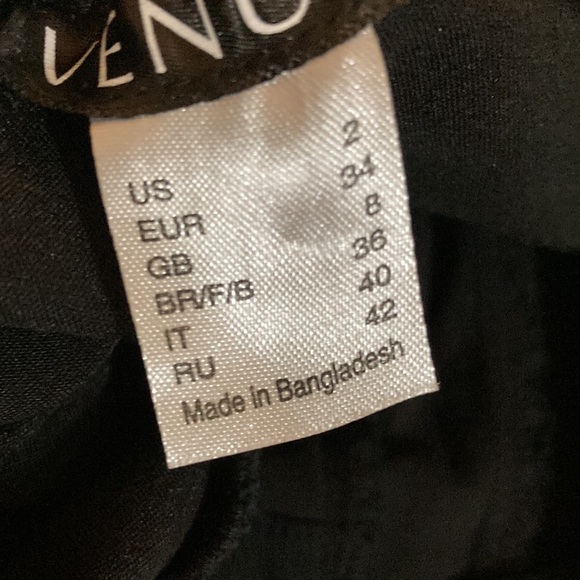 VENU
US 2
EUR 34
GB 8
BR/F/B 36
IT 40
RU 42
Made in Bangladesh